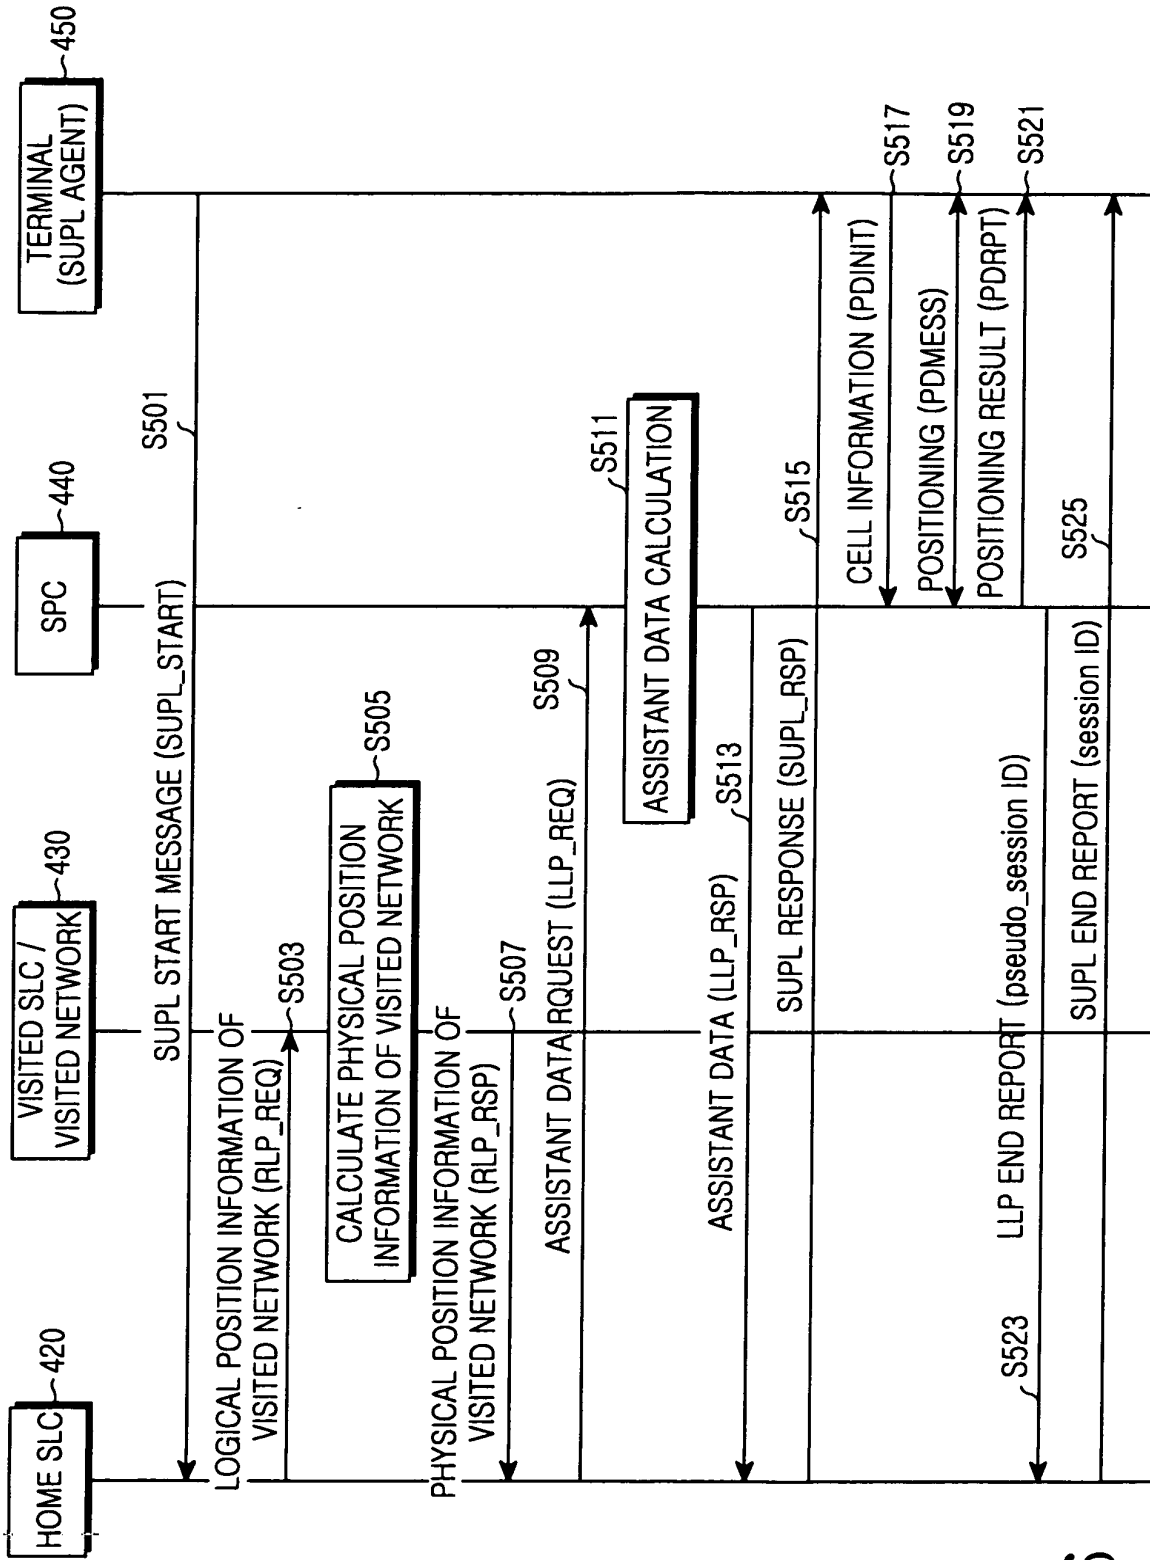 HOME SLC
420
VISITED SLC /
VISITED NETWORK
430
SPC
440
TERMINAL
(SUPL AGENT)
450
SUPL START MESSAGE (SUPL_START)
S501
LOGICAL POSITION INFORMATION OF
VISITED NETWORK (RLP_REQ)
S503
CALCULATE PHYSICAL POSITION
INFORMATION OF VISITED NETWORK
S505
PHYSICAL POSITION INFORMATION OF
VISITED NETWORK (RLP_RSP)
S507
ASSISTANT DATA RQUEST (LLP_REQ)
S509
ASSISTANT DATA CALCULATION
S511
ASSISTANT DATA (LLP_RSP)
S513
SUPL RESPONSE (SUPL_RSP)
S515
CELL INFORMATION (PDINIT)
S517
POSITIONING (PDMESS)
S519
POSITIONING RESULT (PDRPT)
S521
S523
LLP END REPORT (pseudo_session ID)
SUPL END REPORT (session ID)
S525